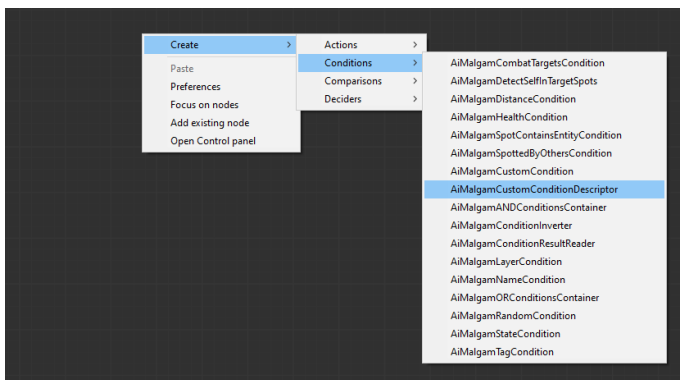 Create
Paste
Preferences
Focus on nodes
Add existing node
Open Control panel
Actions
Conditions
Comparisons
Deciders
AiMalgamCombatTargetsCondition
AiMalgamDetectSelfInTargetSpots
AiMalgamDistanceCondition
AiMalgamHealthCondition
AiMalgamSpotContainsEntityCondition
AiMalgamSpottedByOthersCondition
AiMalgamCustomCondition
AiMalgamCustomConditionDescriptor
AiMalgamANDConditionsContainer
AiMalgamConditionInverter
AiMalgamConditionResultReader
AiMalgamLayerCondition
AiMalgamNameCondition
AiMalgamORConditionsContainer
AiMalgamRandomCondition
AiMalgamStateCondition
AiMalgamTagCondition